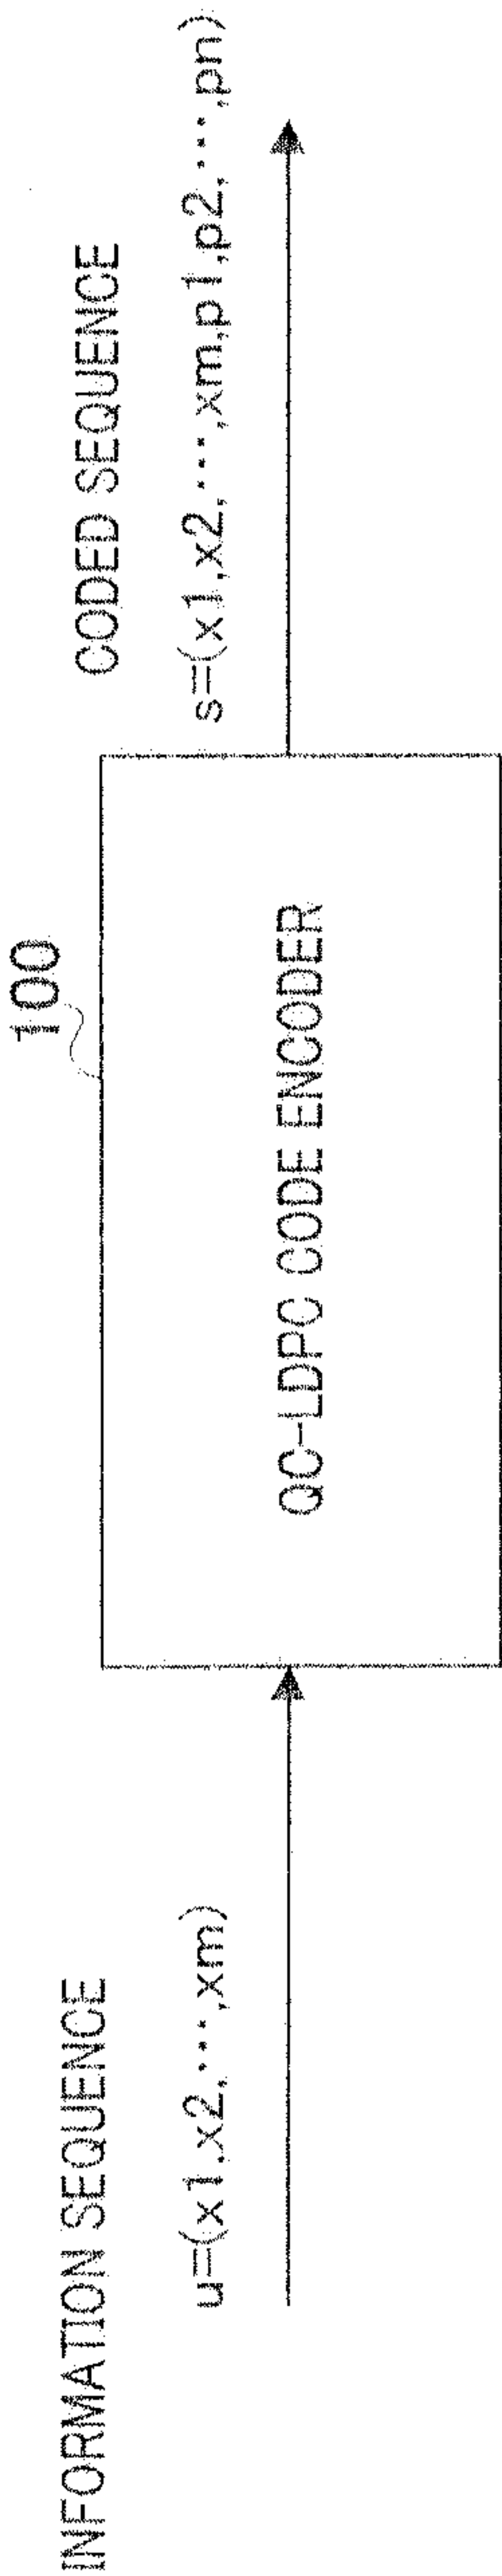 INFORMATION SEQUENCE
u=(x1,x2,···,xm)
100
QC-LDPC CODE ENCODER
CODED SEQUENCE
s=(x1,x2,···,xm,p1,p2,···,pn)